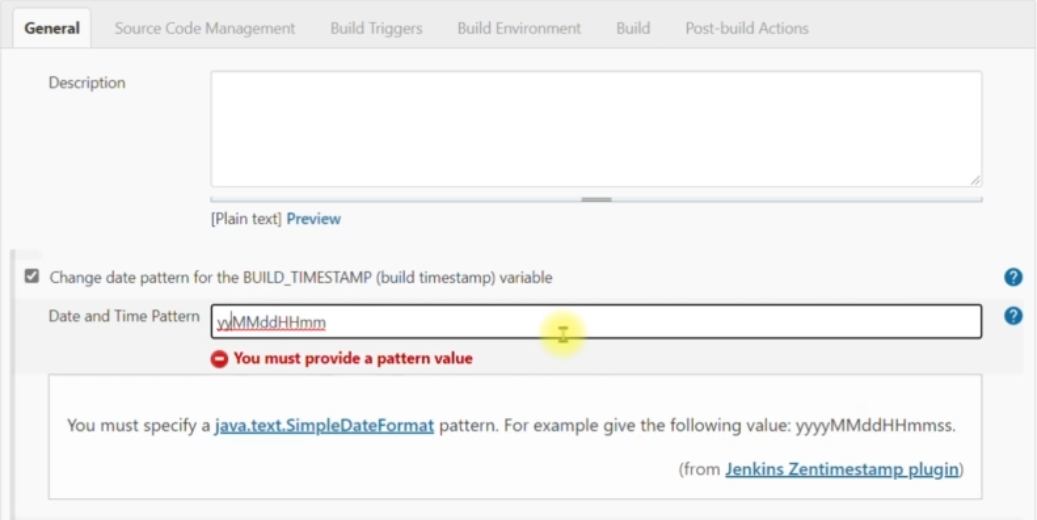 General Source Code Management Build Triggers Build Environment Build Post-build Actions
Description
[Plain text] Preview
Change date pattern for the BUILD_TIMESTAMP (build timestamp) variable
Date and Time Pattern yyMMddHHmm
You must provide a pattern value
You must specify a java.text.SimpleDateFormat pattern. For example give the following value: yyyyMMddHHmmss.
(from Jenkins Zentimestamp plugin)